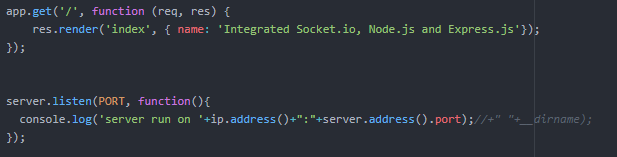 app.get('/', function (req, res) {
    res.render('index', { name: 'Integrated Socket.io, Node.js and Express.js'});
});
server.listen(PORT, function(){
  console.log('server run on '+ip.address()+":"+server.address().port);//+" "+__dirname);
});